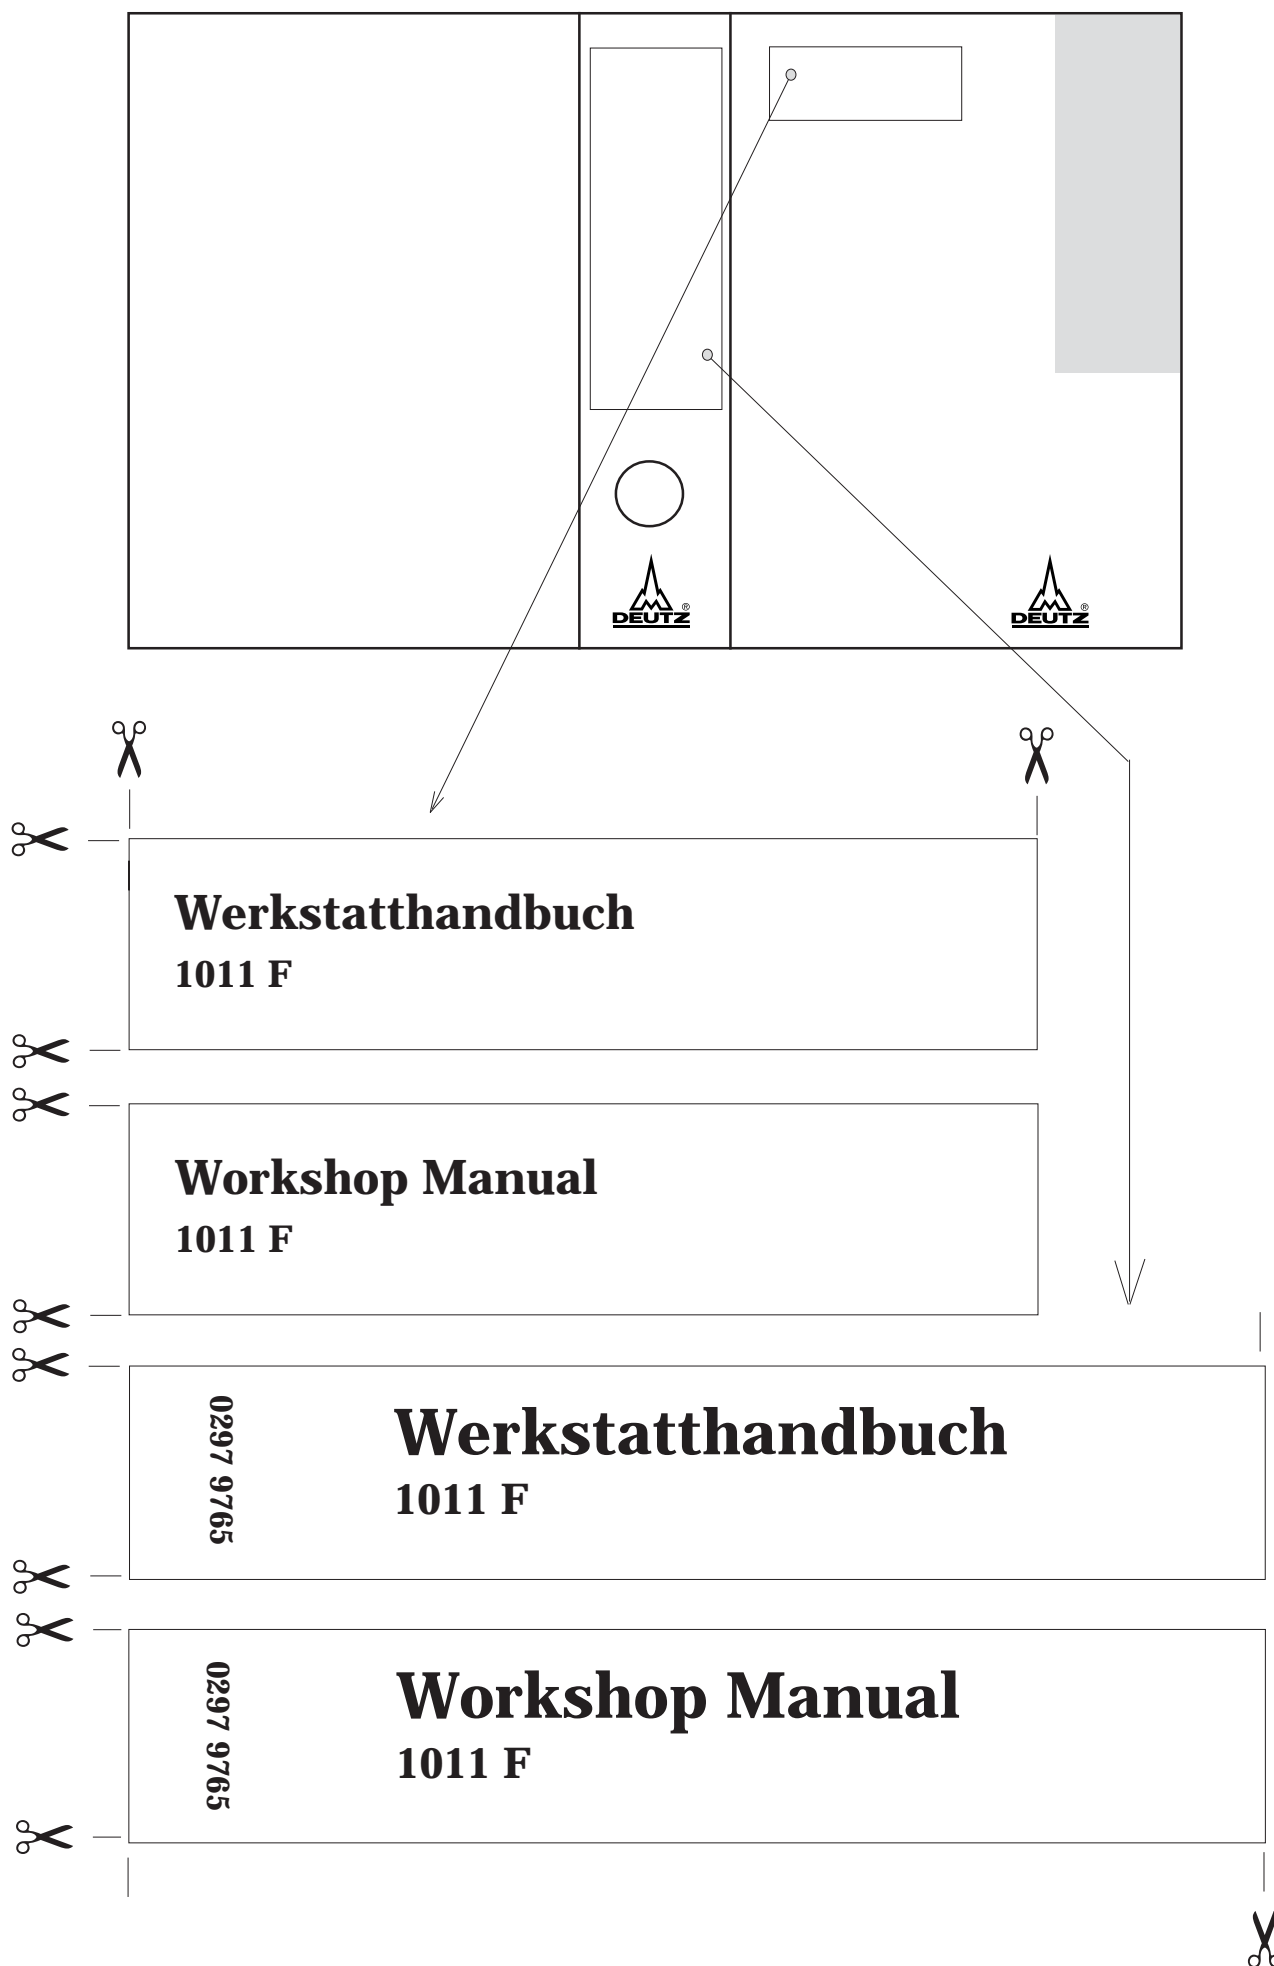 DEUTZ ®
DEUTZ ®
Werkstatthandbuch
1011 F
Workshop Manual
1011 F
0297 9765
Werkstatthandbuch
1011 F
0297 9765
Workshop Manual
1011 F